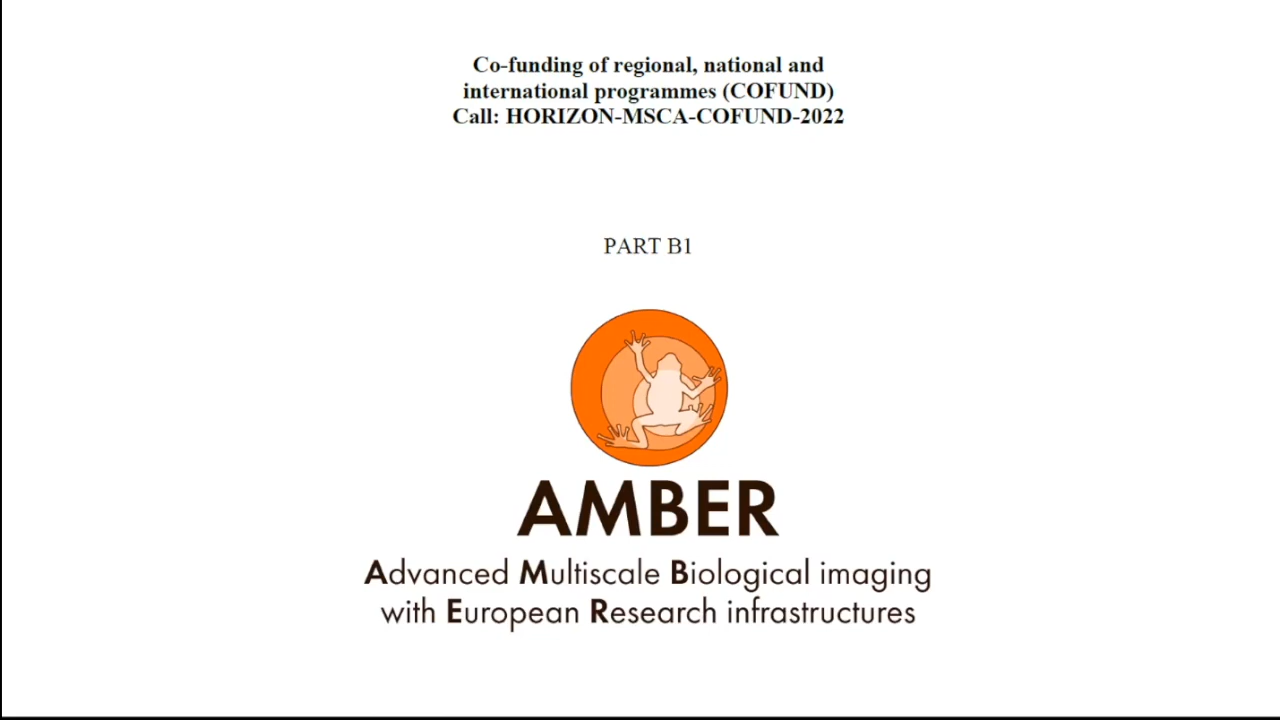 Co-funding of regional, national and
international programmes (COFUND)
Call: HORIZON-MSCA-COFUND-2022
PART B1
AMBER
Advanced Multiscale Biological imaging
with European Research infrastructures